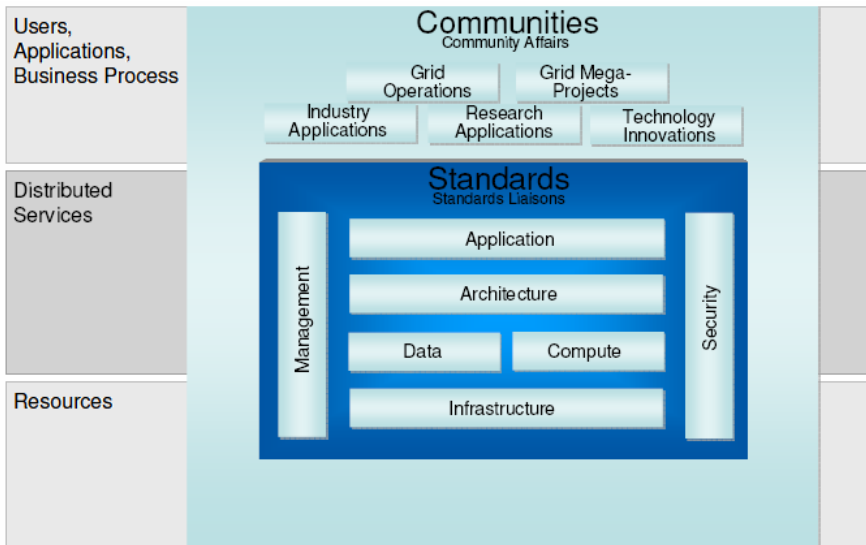 Users,
Applications,
Business Process
Communities
Community Affairs
Grid
Operations
Grid Mega-
Projects
Industry
Applications
Research
Applications
Technology
Innovations
Distributed
Services
Standards
Standards Liaisons
Management
Application
Architecture
Data
Compute
Infrastructure
Security
Resources